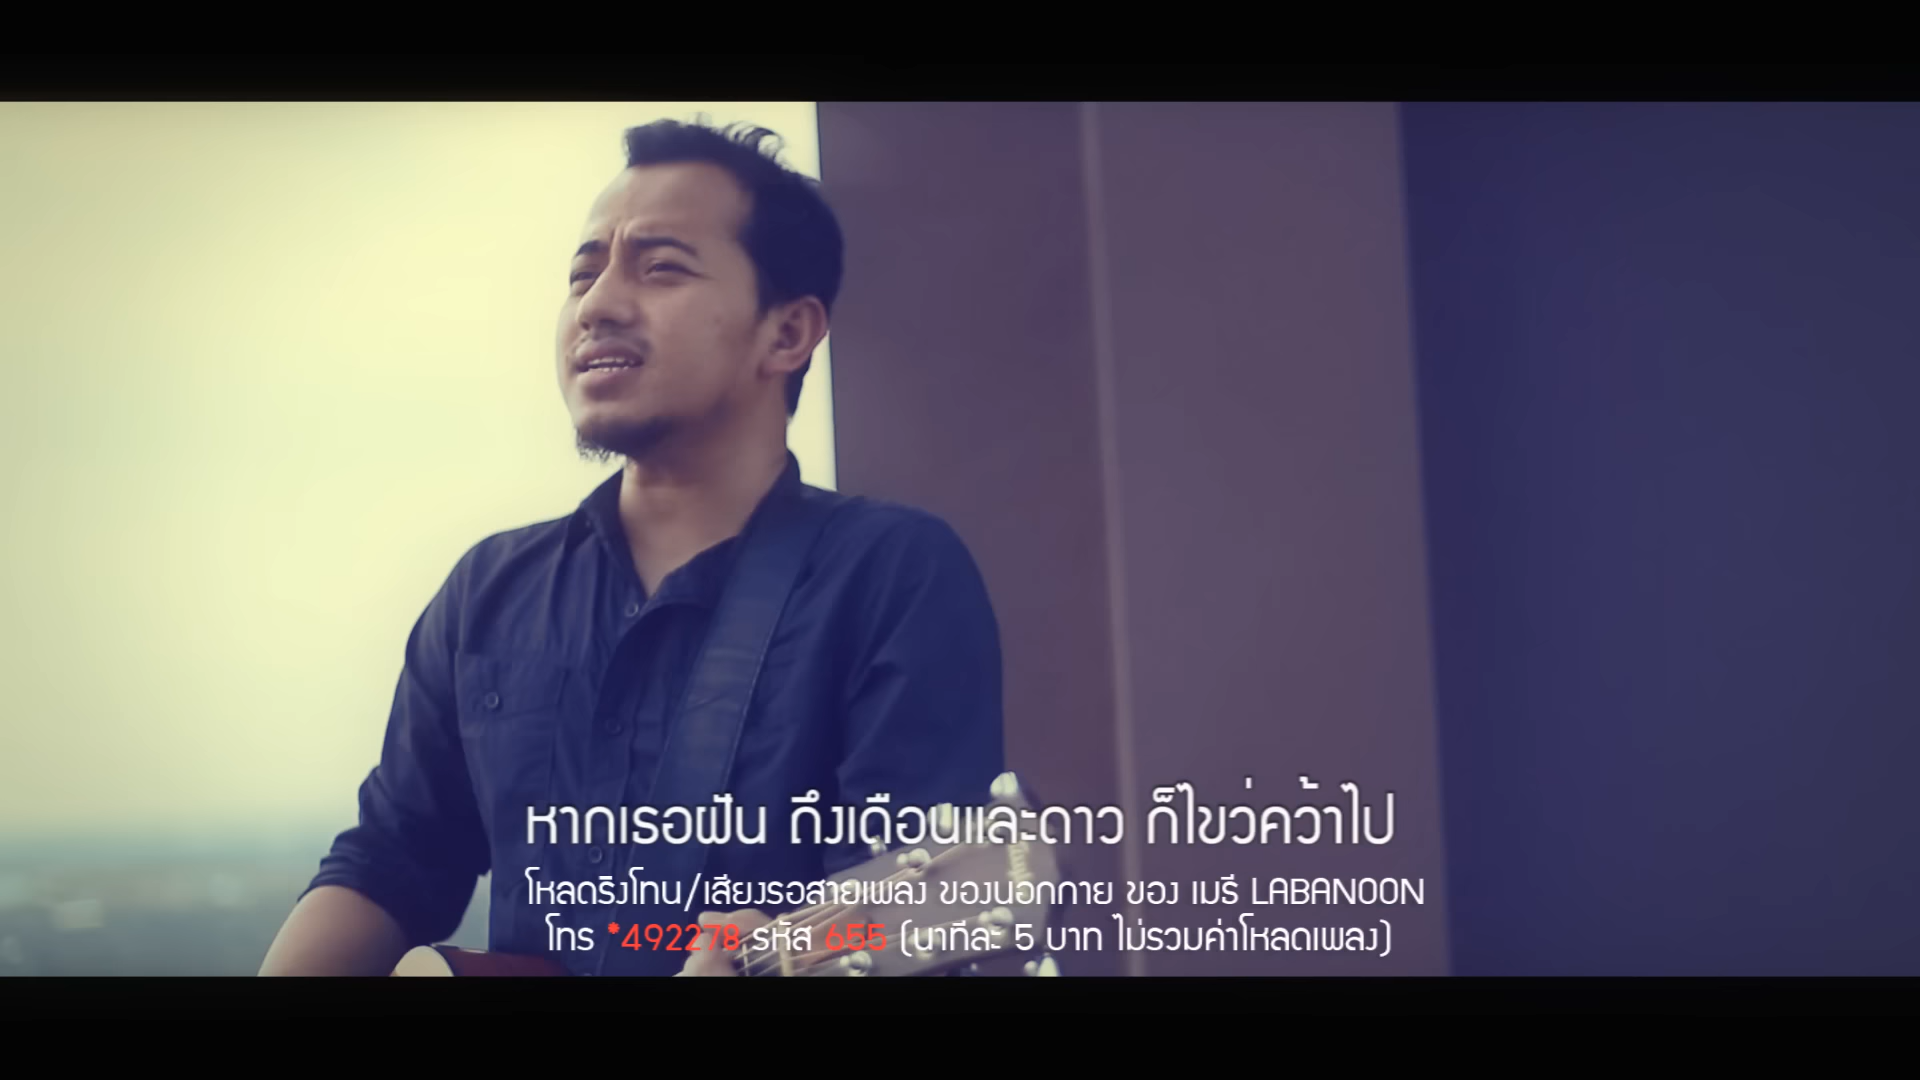 หากเธอฝัน ถึงเดือนและดาว ก็ไขว่คว้าไป
โหลดริงโทน/เสียงรอสายเพลง ของนอกกาย ของ เมธี LABANOON
โทร *492278 รหัส 655 (นาทีละ 5 บาท ไม่รวมค่าโหลดเพลง)